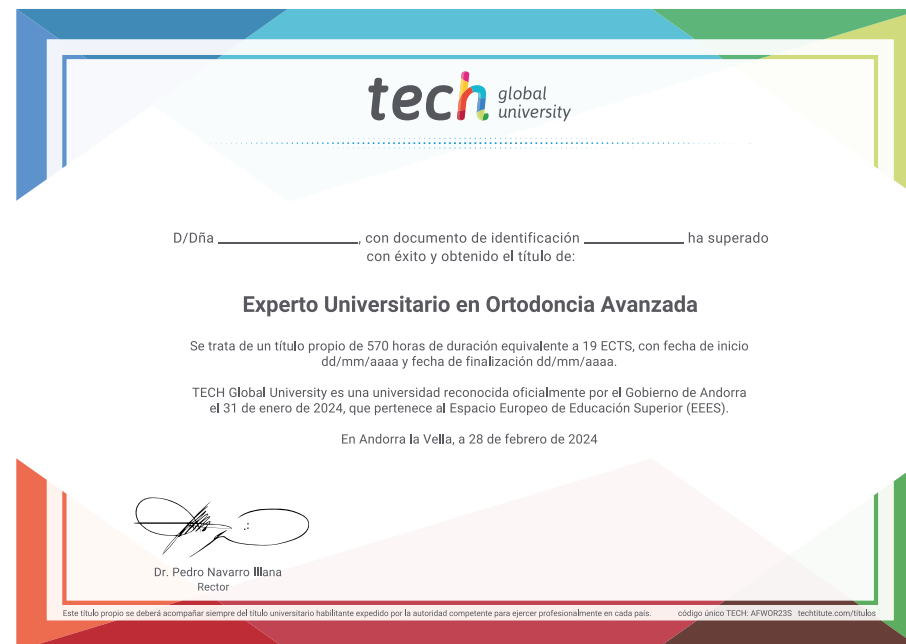 tech global university
D/Dña ________________, con documento de identificación ____________ ha superado
con éxito y obtenido el título de:
Experto Universitario en Ortodoncia Avanzada
Se trata de un título propio de 570 horas de duración equivalente a 19 ECTS, con fecha de inicio
dd/mm/aaaa y fecha de finalización dd/mm/aaaa.
TECH Global University es una universidad reconocida oficialmente por el Gobierno de Andorra
el 31 de enero de 2024, que pertenece al Espacio Europeo de Educación Superior (EEES).
En Andorra la Vella, a 28 de febrero de 2024
Dr. Pedro Navarro Illana
Rector
Este título propio se deberá acompañar siempre del título universitario habilitante expedido por la autoridad competente para ejercer profesionalmente en cada país. código único TECH: AFWOR23S techtitute.com/titulos